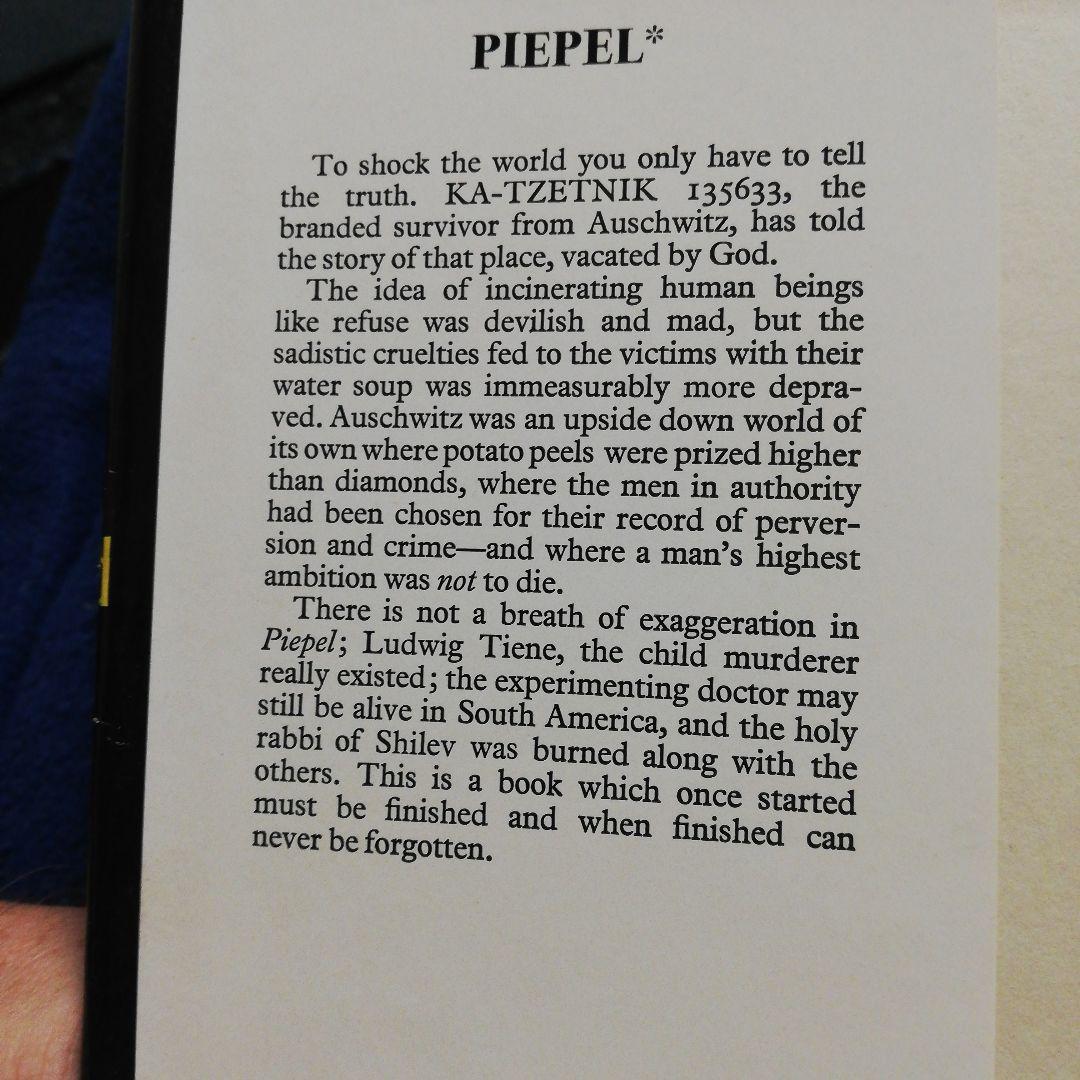 PIEPEL*
To shock the world you only have to tell
the truth. KA-TZETNIK 135633, the
branded survivor from Auschwitz, has told
the story of that place, vacated by God.
The idea of incinerating human beings
like refuse was devilish and mad, but the
sadistic cruelties fed to the victims with their
water soup was immeasurably more depra-
ved. Auschwitz was an upside down world of
its own where potato peels were prized higher
than diamonds, where the men in authority
had been chosen for their record of perver-
sion and crime—and where a man's highest
ambition was not to die.
There is not a breath of exaggeration in
Piepel; Ludwig Tiene, the child murderer
really existed; the experimenting doctor may
still be alive in South America, and the holy
rabbi of Shilev was burned along with the
others. This is a book which once started
must be finished and when finished can
never be forgotten.